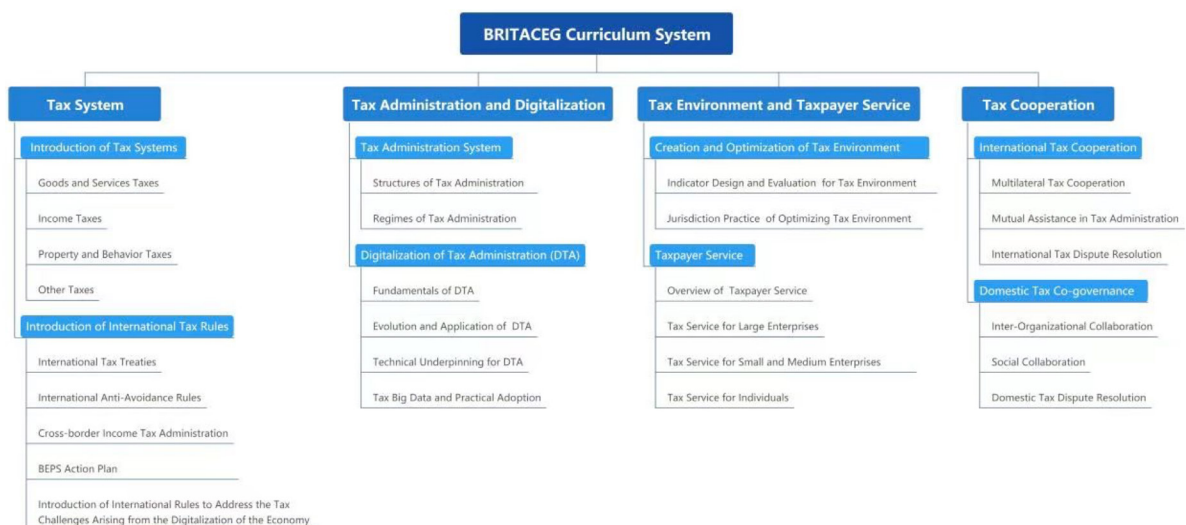 BRITACEG Curriculum System
Tax System
Introduction of Tax Systems
Goods and Services Taxes
Income Taxes
Property and Behavior Taxes
Other Taxes
Introduction of International Tax Rules
International Tax Treaties
International Anti-Avoidance Rules
Cross-border Income Tax Administration
BEPS Action Plan
Introduction of International Rules to Address the Tax
Challenges Arising from the Digitalization of the Economy
Tax Administration and Digitalization
Tax Administration System
Structures of Tax Administration
Regimes of Tax Administration
Digitalization of Tax Administration (DTA)
Fundamentals of DTA
Evolution and Application of DTA
Technical Underpinning for DTA
Tax Big Data and Practical Adoption
Tax Environment and Taxpayer Service
Creation and Optimization of Tax Environment
Indicator Design and Evaluation for Tax Environment
Jurisdiction Practice of Optimizing Tax Environment
Taxpayer Service
Overview of Taxpayer Service
Tax Service for Large Enterprises
Tax Service for Small and Medium Enterprises
Tax Service for Individuals
Tax Cooperation
International Tax Cooperation
Multilateral Tax Cooperation
Mutual Assistance in Tax Administration
International Tax Dispute Resolution
Domestic Tax Co-governance
Inter-Organizational Collaboration
Social Collaboration
Domestic Tax Dispute Resolution